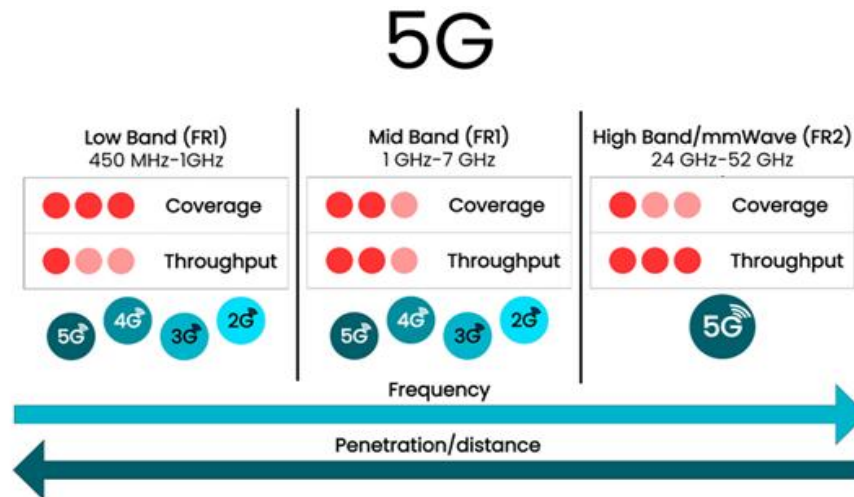 5G
Low Band (FR1)
450 MHz-1GHz
Coverage
Throughput
5G
4G
3G
2G
Mid Band (FR1)
1 GHz-7 GHz
Coverage
Throughput
5G
4G
3G
2G
High Band/mmWave (FR2)
24 GHz-52 GHz
Coverage
Throughput
5G
Frequency
Penetration/distance